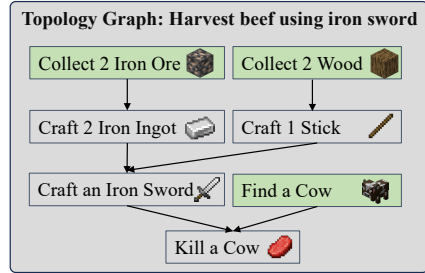 Topology Graph: Harvest beef using iron sword
Collect 2 Iron Ore
Collect 2 Wood
Craft 2 Iron Ingot
Craft 1 Stick
Craft an Iron Sword
Find a Cow
Kill a Cow